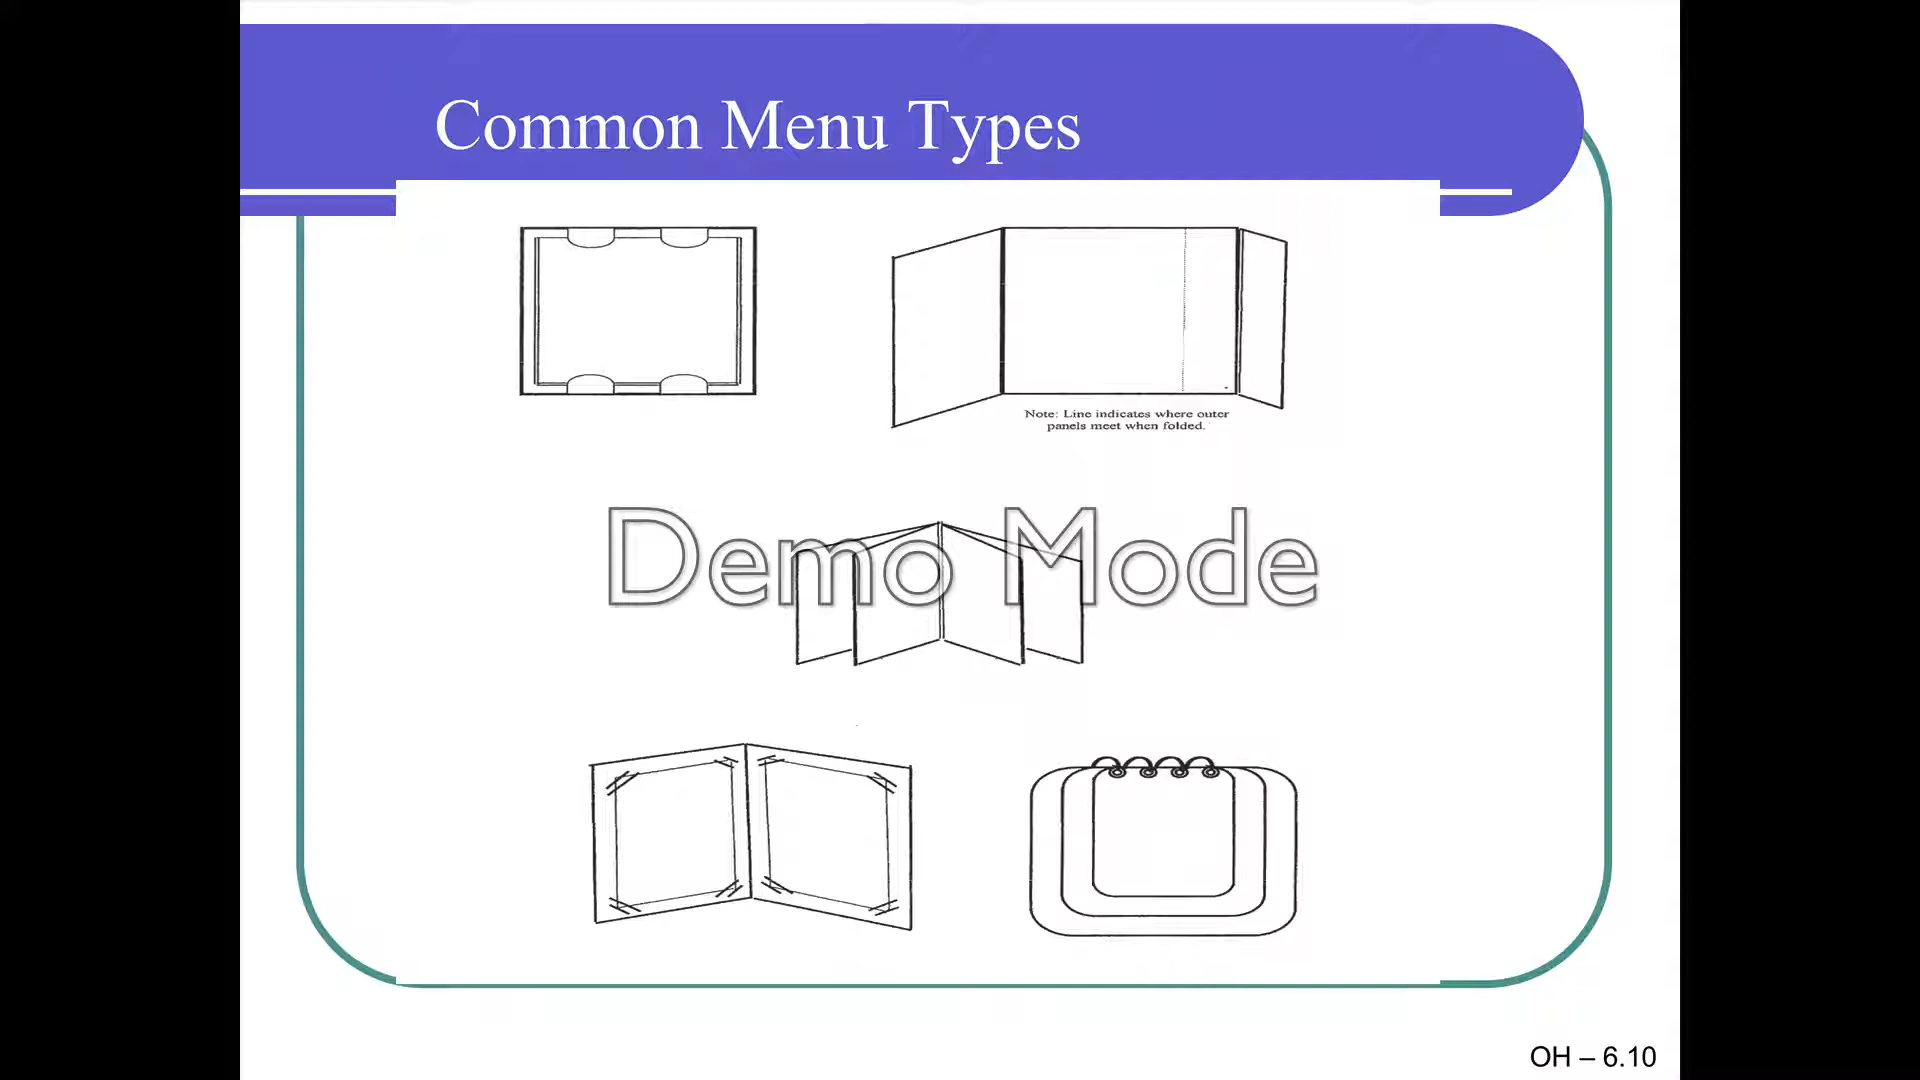 Common Menu Types
Note: Line indicates where outer
panels meet when folded.
Demo Mode
OH – 6.10